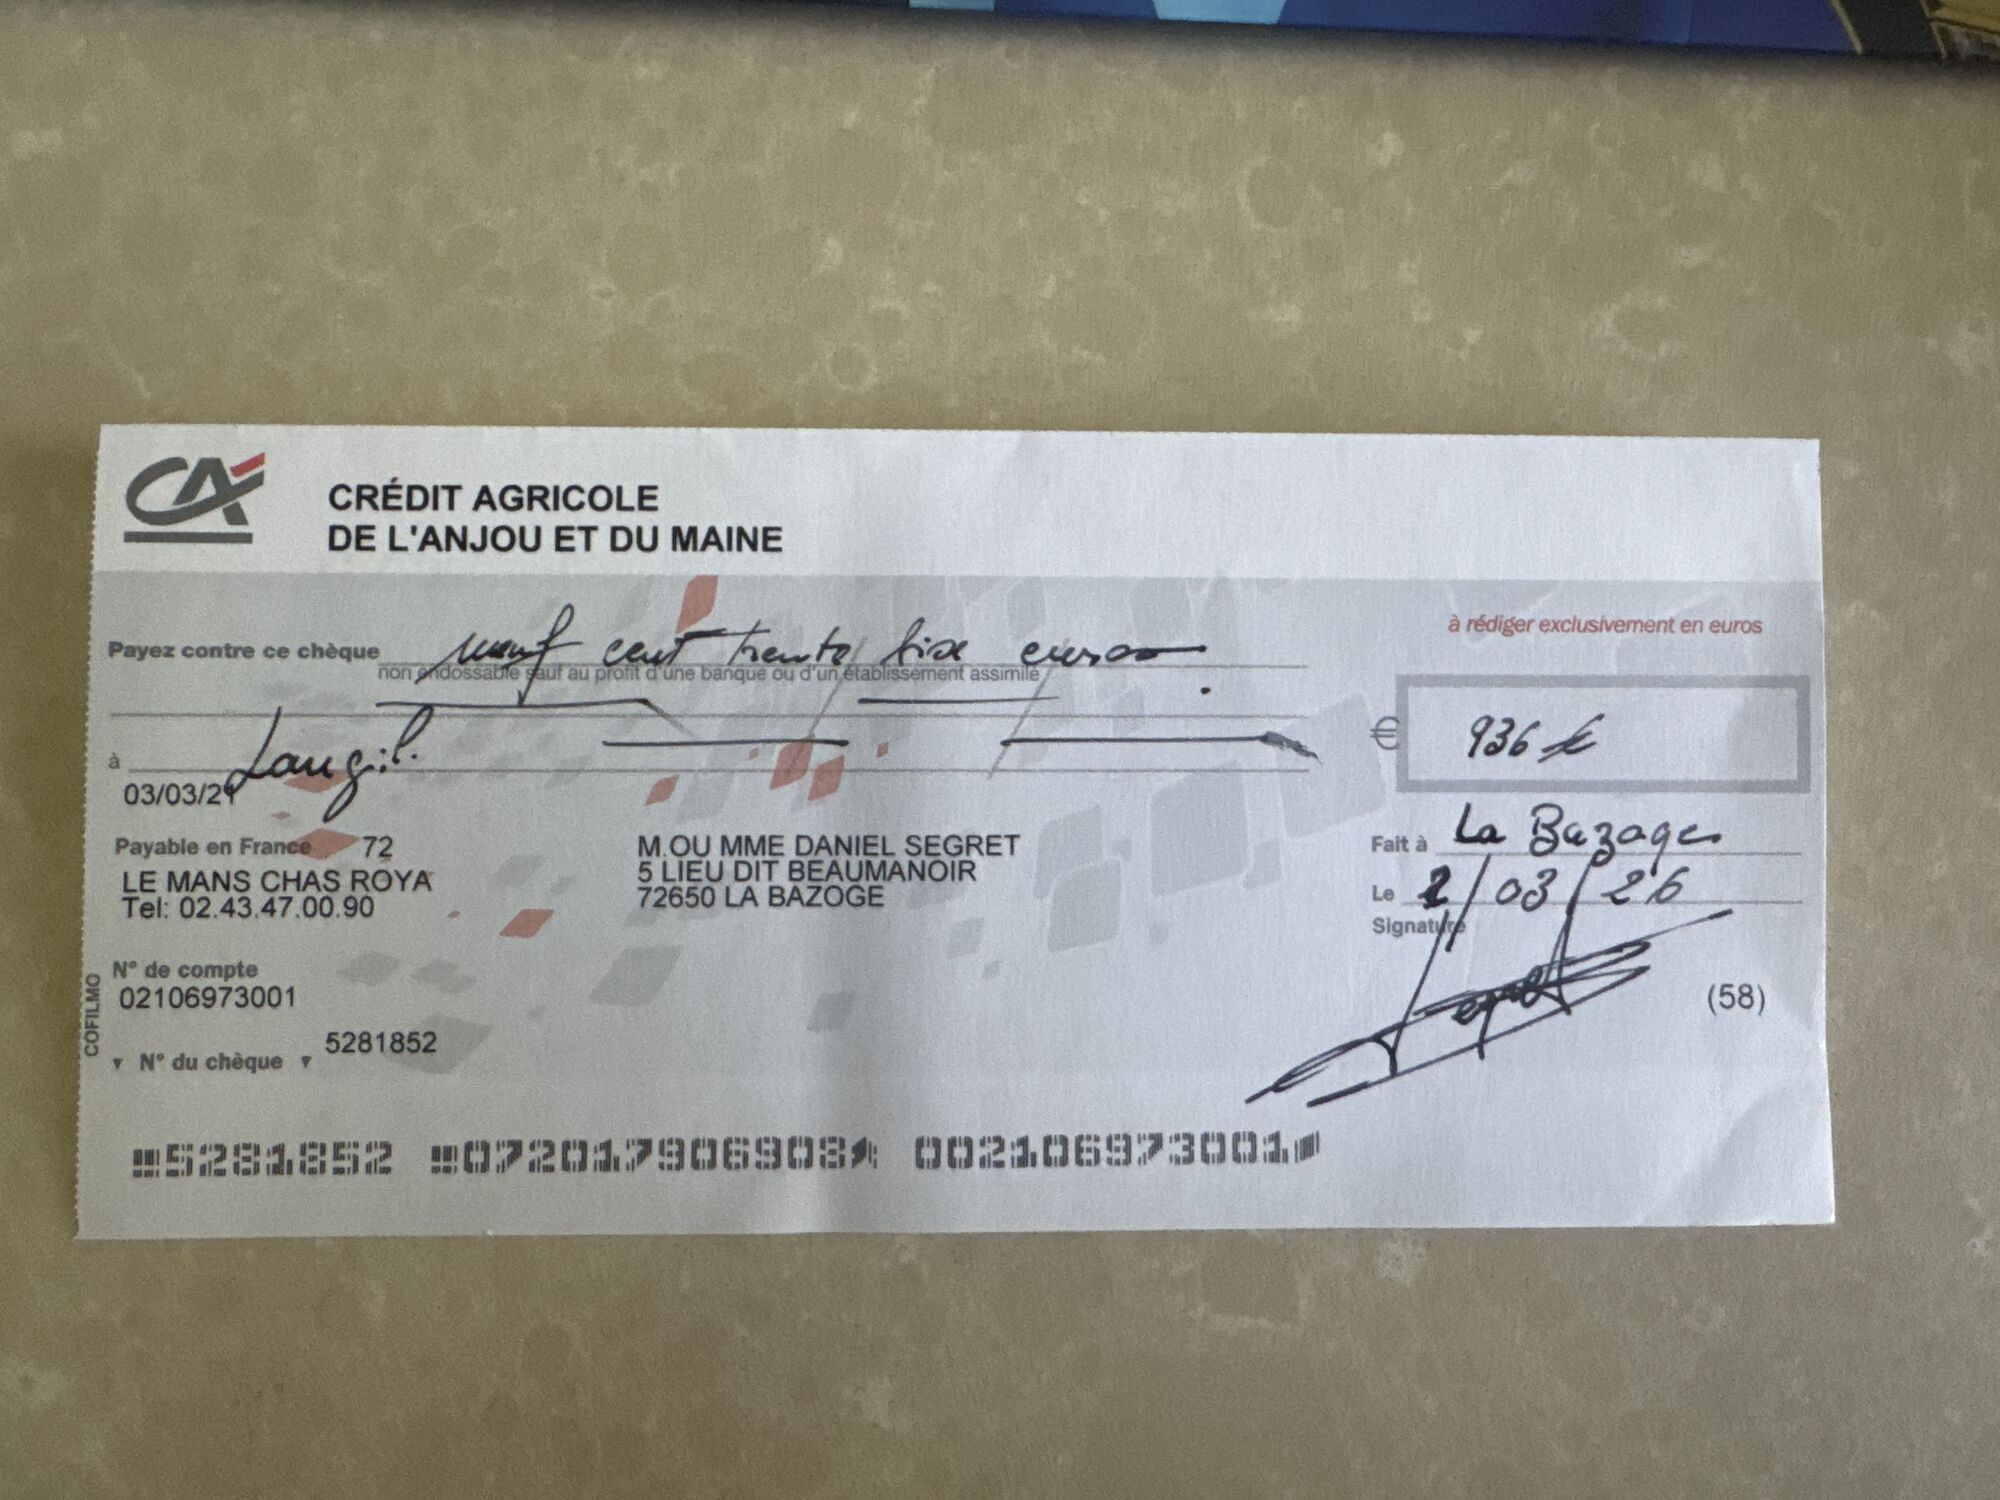 CA
CRÉDIT AGRICOLE
DE L'ANJOU ET DU MAINE
à rédiger exclusivement en euros
Payez contre ce chèque neuf cent trente six euros
non endossable sauf au profit d'une banque ou d'un établissement assimilé
€ 936 €
à
03/03/21
Payable en France 72
LE MANS CHAS ROYA
Tel: 02.43.47.00.90
M.OU MME DANIEL SEGRET
5 LIEU DIT BEAUMANOIR
72650 LA BAZOGE
Fait à La Bazoge
Le 2/03/26
Signature
N° de compte
02106973001
(58)
COFILMO
N° du chèque 5281852
5281852 072017906908 002106973001